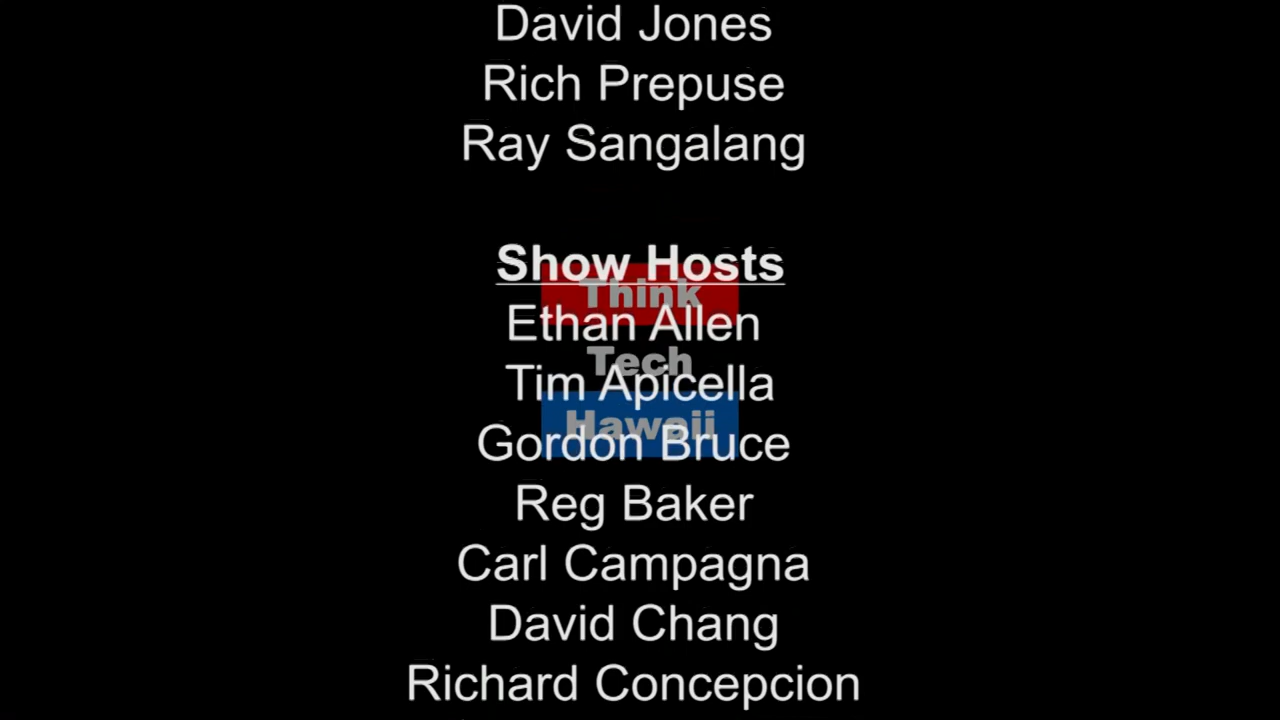 David Jones
Rich Prepuse
Ray Sangalang
Show Hosts
Think
Ethan Allen
Tech
Tim Apicella
Hawaii
Gordon Bruce
Reg Baker
Carl Campagna
David Chang
Richard Concepcion